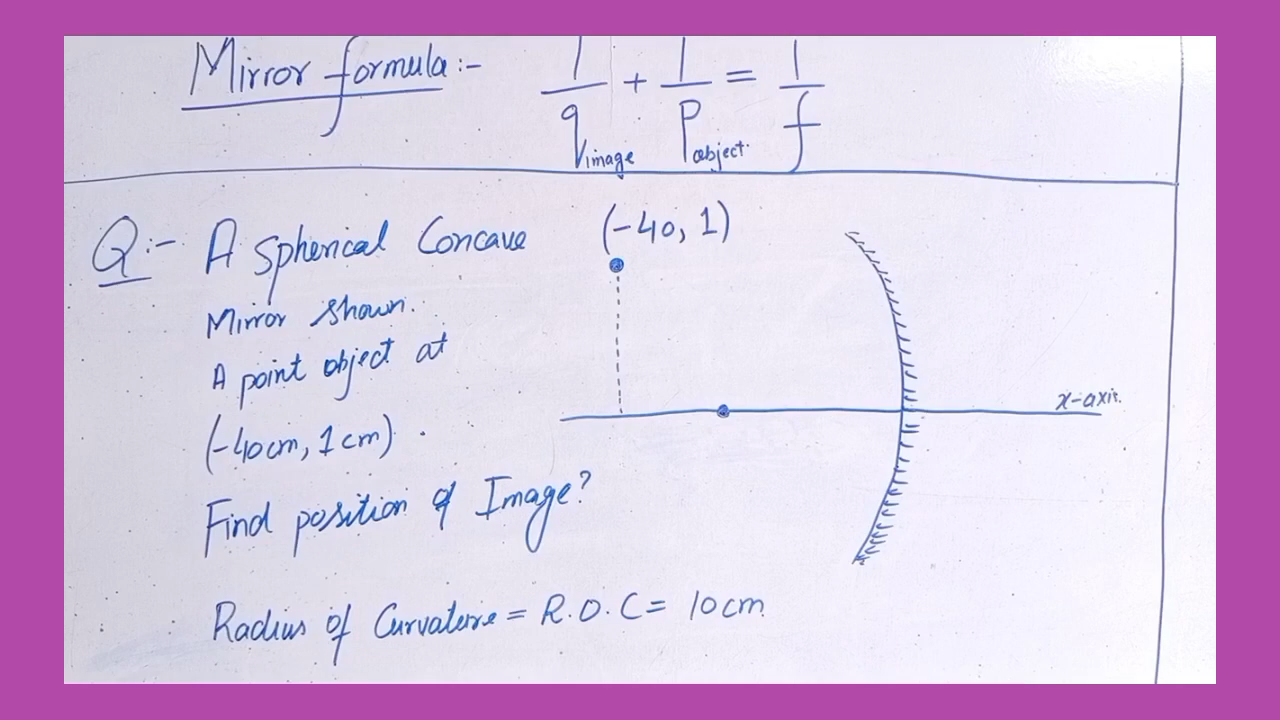 Mirror formula :-
1/q image + 1/p object = 1/f
Q:- A Spherical Concave
(-40, 1)
Mirror shown.
A point object at
x-axis.
(-40cm, 1cm).
Find position of Image?
Radius of Curvature = R.O.C = 10cm